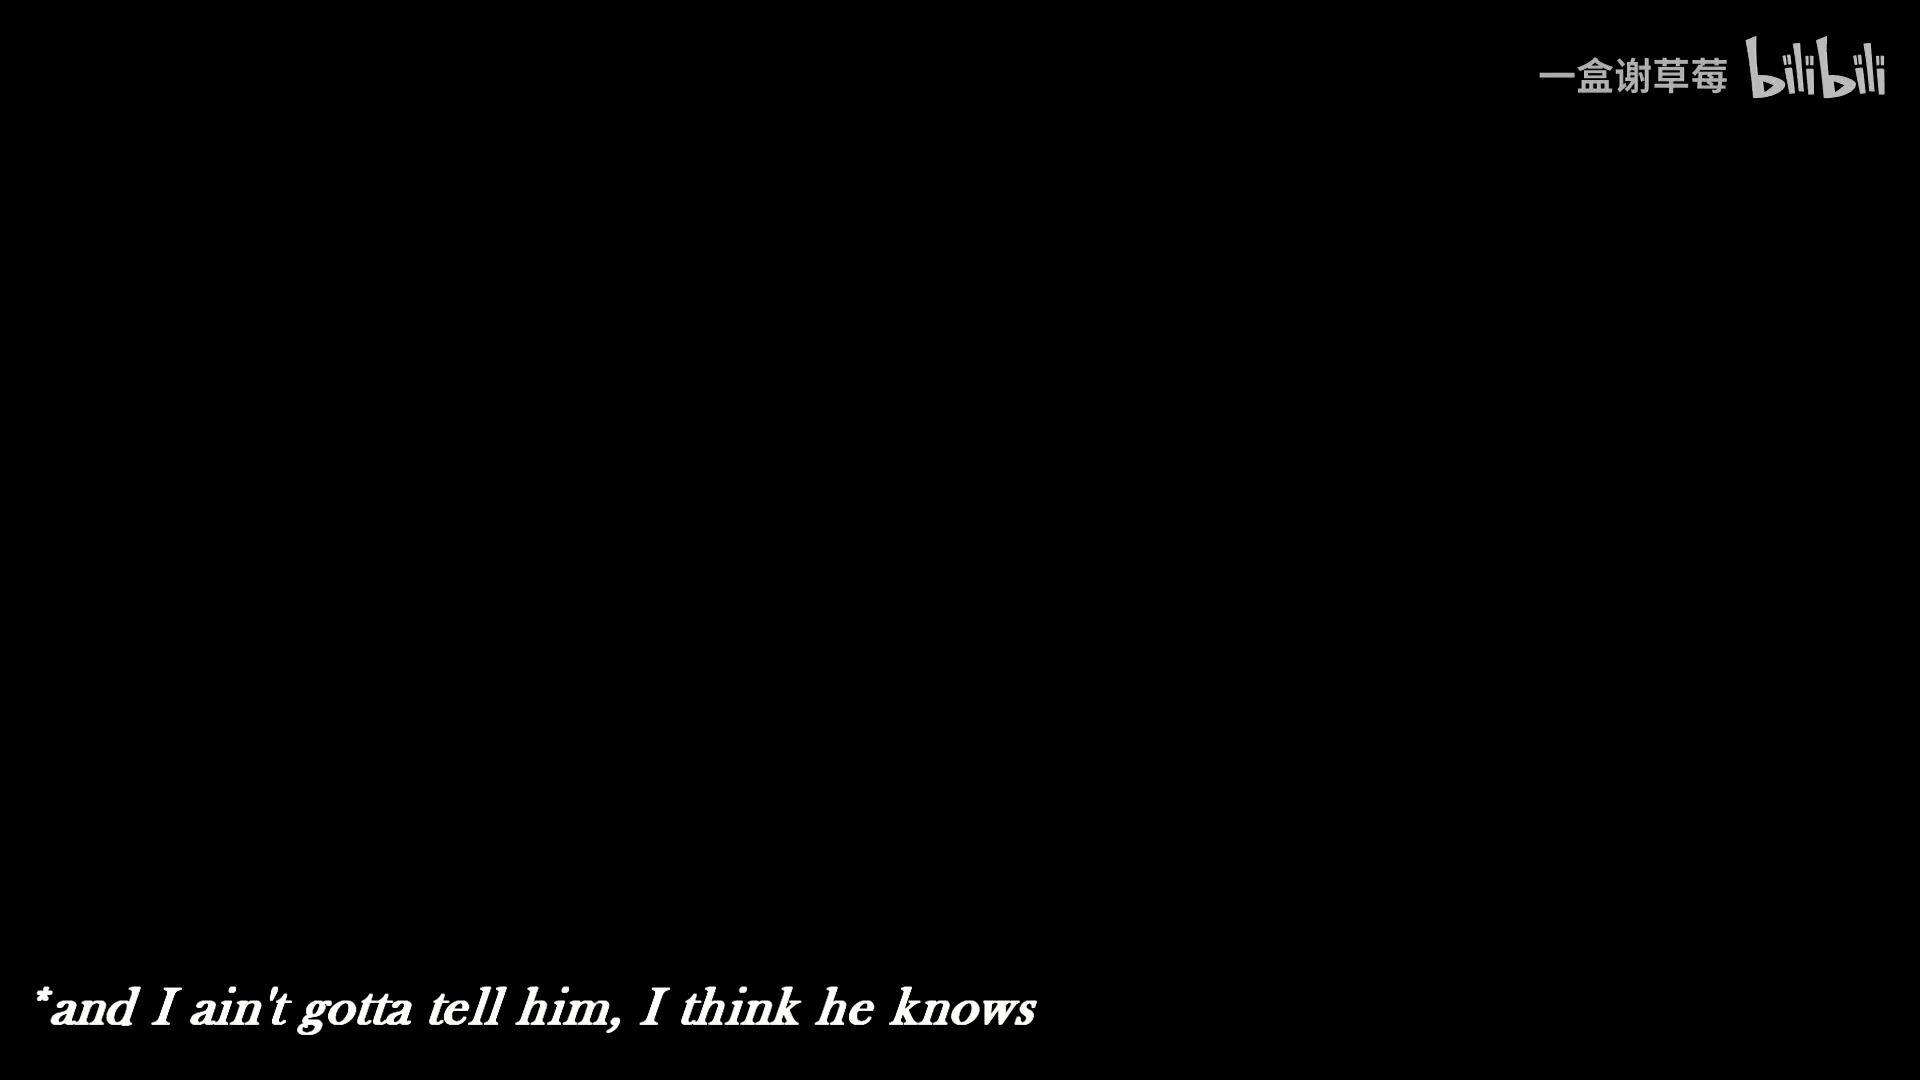 一盒谢草莓 bilibili
*and I ain't gotta tell him, I think he knows